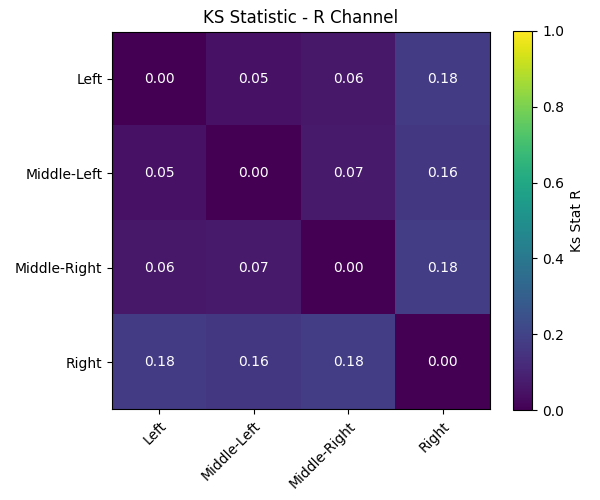 KS Statistic - R Channel
Left 0.00 0.05 0.06 0.18
Middle-Left 0.05 0.00 0.07 0.16
Middle-Right 0.06 0.07 0.00 0.18
Right 0.18 0.16 0.18 0.00
Left Middle-Left Middle-Right Right
1.0
0.8
0.6
0.4
0.2
0.0
Ks Stat R